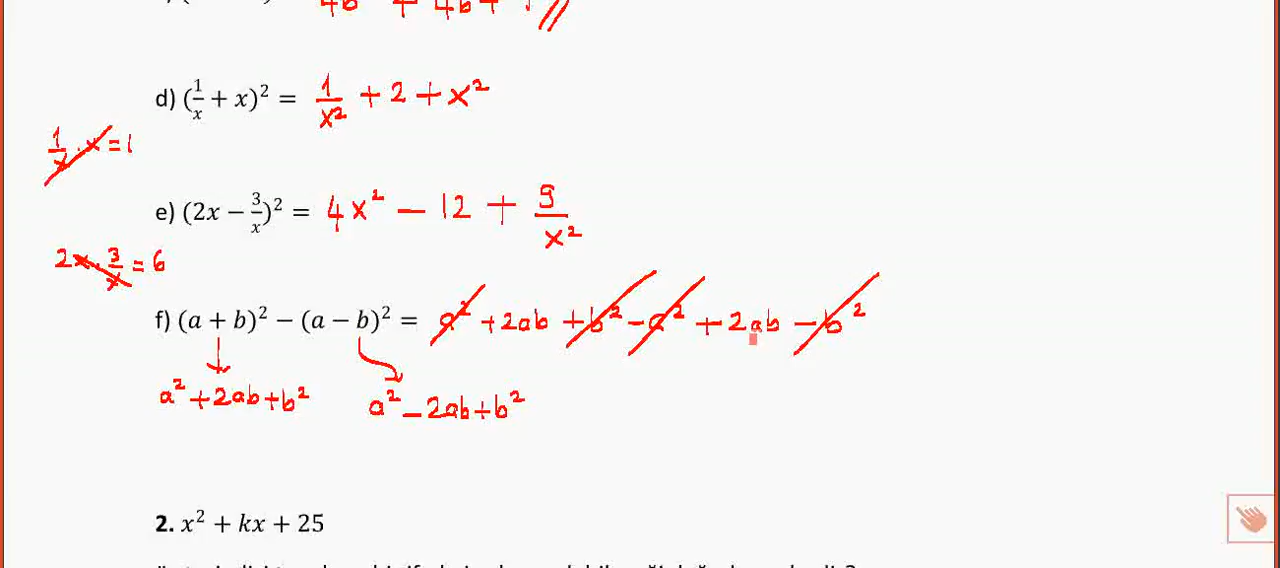 d) (1/x + x)² = 1/x² + 2 + x²
1/x · x = 1
e) (2x − 3/x)² = 4x² − 12 + 9/x²
2x · 3/x = 6
f) (a + b)² − (a − b)² = a² + 2ab + b² − a² + 2ab − b²
a² + 2ab + b² a² − 2ab + b²
2. x² + kx + 25